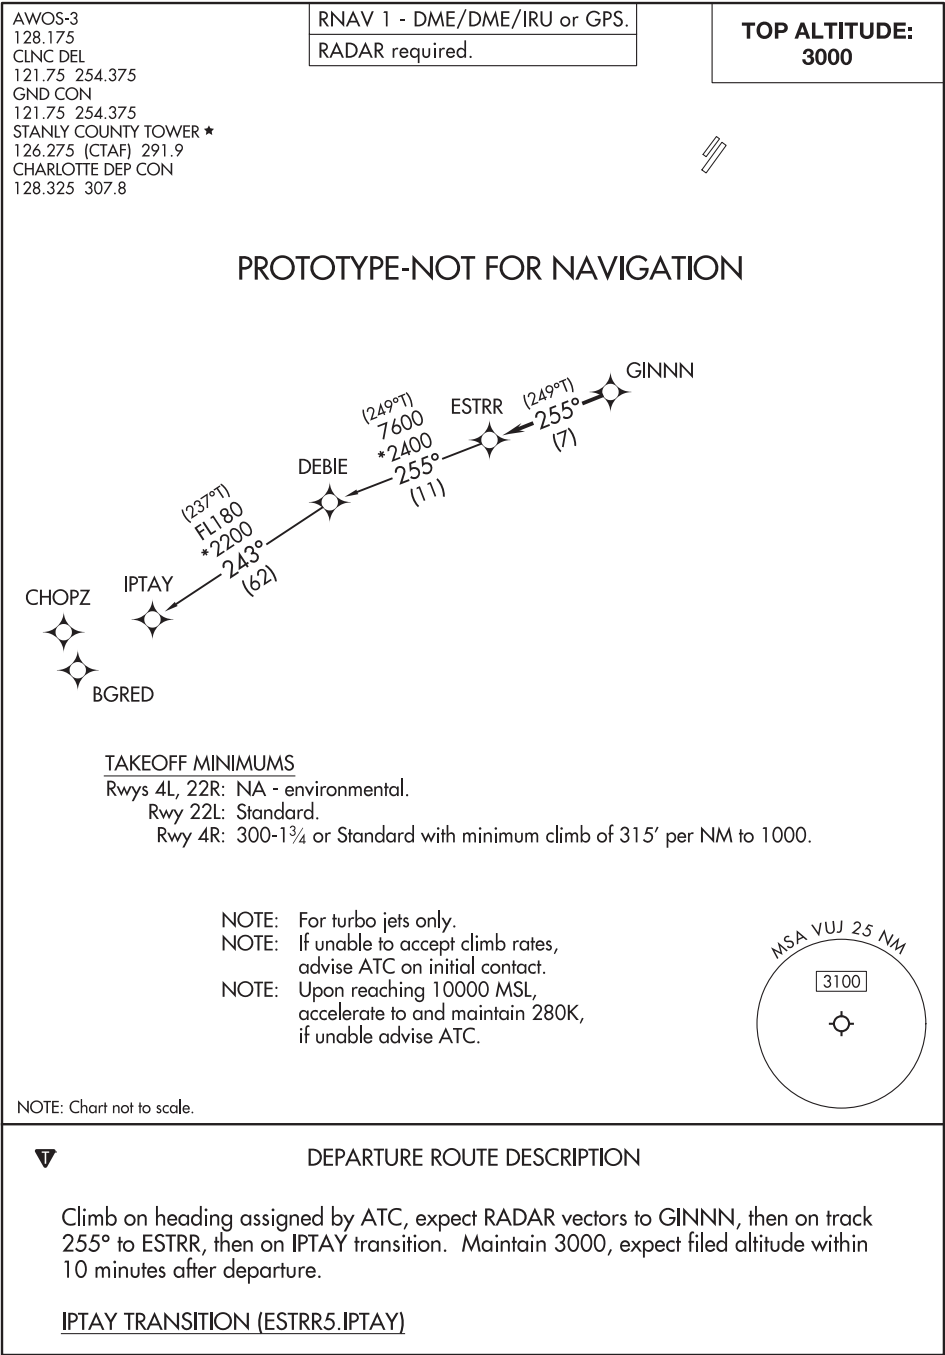 AWOS-3
128.175
CLNC DEL
121.75 254.375
GND CON
121.75 254.375
STANLY COUNTY TOWER ★
126.275 (CTAF) 291.9
CHARLOTTE DEP CON
128.325 307.8
RNAV 1 - DME/DME/IRU or GPS.
RADAR required.
TOP ALTITUDE:
3000
PROTOTYPE-NOT FOR NAVIGATION
GINNN
(249°T)
255°
(7)
ESTRR
(249°T)
7600
*2400
255°
(11)
DEBIE
(237°T)
FL180
*2200
243°
(62)
IPTAY
CHOPZ
BGRED
TAKEOFF MINIMUMS
Rwys 4L, 22R: NA - environmental.
Rwy 22L: Standard.
Rwy 4R: 300-1¾ or Standard with minimum climb of 315' per NM to 1000.
NOTE: For turbo jets only.
NOTE: If unable to accept climb rates,
advise ATC on initial contact.
NOTE: Upon reaching 10000 MSL,
accelerate to and maintain 280K,
if unable advise ATC.
MSA VUJ 25 NM
3100
NOTE: Chart not to scale.
T
DEPARTURE ROUTE DESCRIPTION
Climb on heading assigned by ATC, expect RADAR vectors to GINNN, then on track
255° to ESTRR, then on IPTAY transition. Maintain 3000, expect filed altitude within
10 minutes after departure.
IPTAY TRANSITION (ESTRR5.IPTAY)